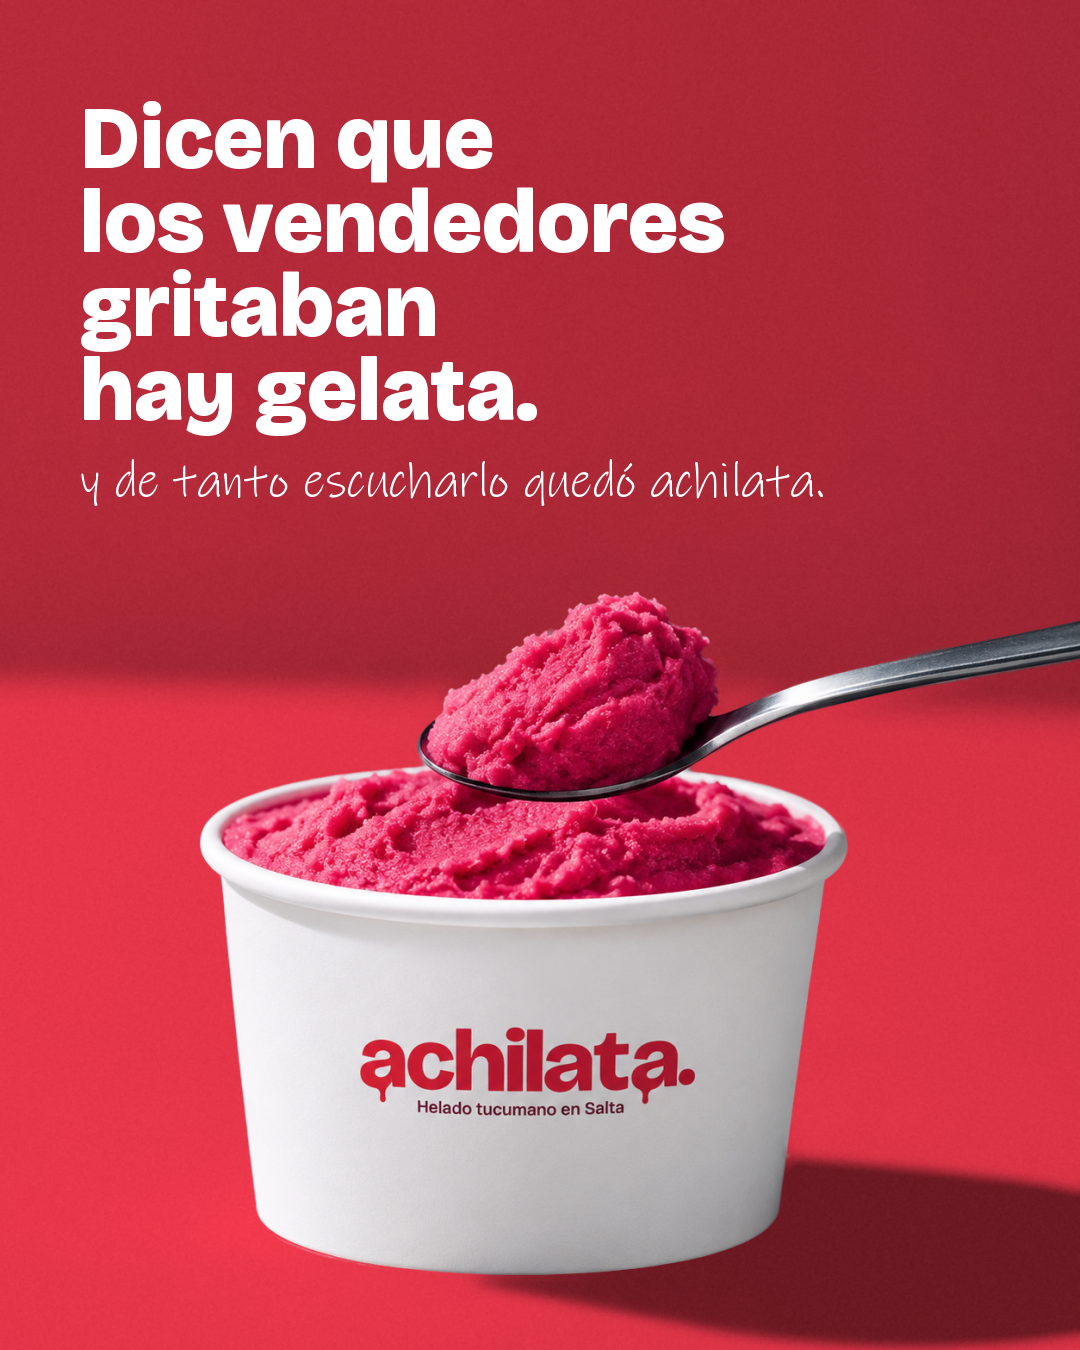 Dicen que
los vendedores
gritaban
hay gelata.
y de tanto escucharlo quedó achilata.
achilata.
Helado tucumano en Salta